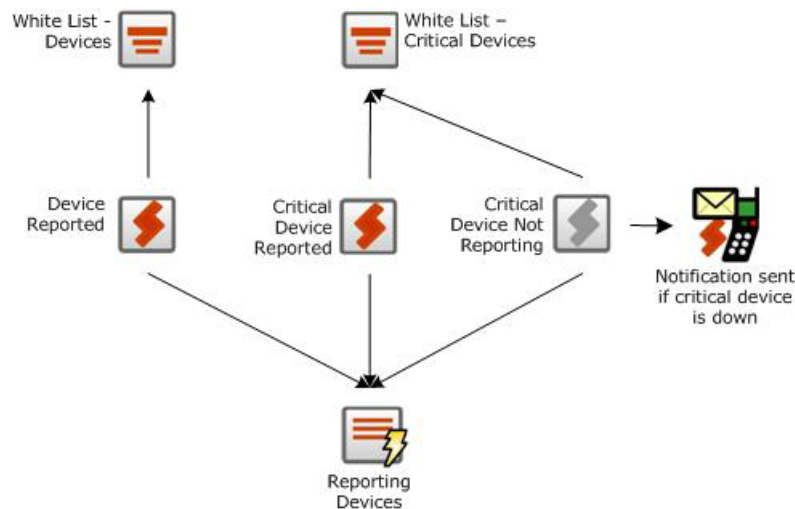 White List -
Devices
White List –
Critical Devices
Device
Reported
Critical
Device
Reported
Critical
Device Not
Reporting
Notification sent
if critical device
is down
Reporting
Devices